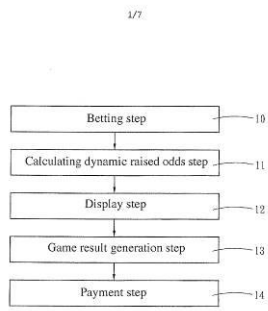 1/7
Betting step
10
Calculating dynamic raised odds step
11
Display step
12
Game result generation step
13
Payment step
14